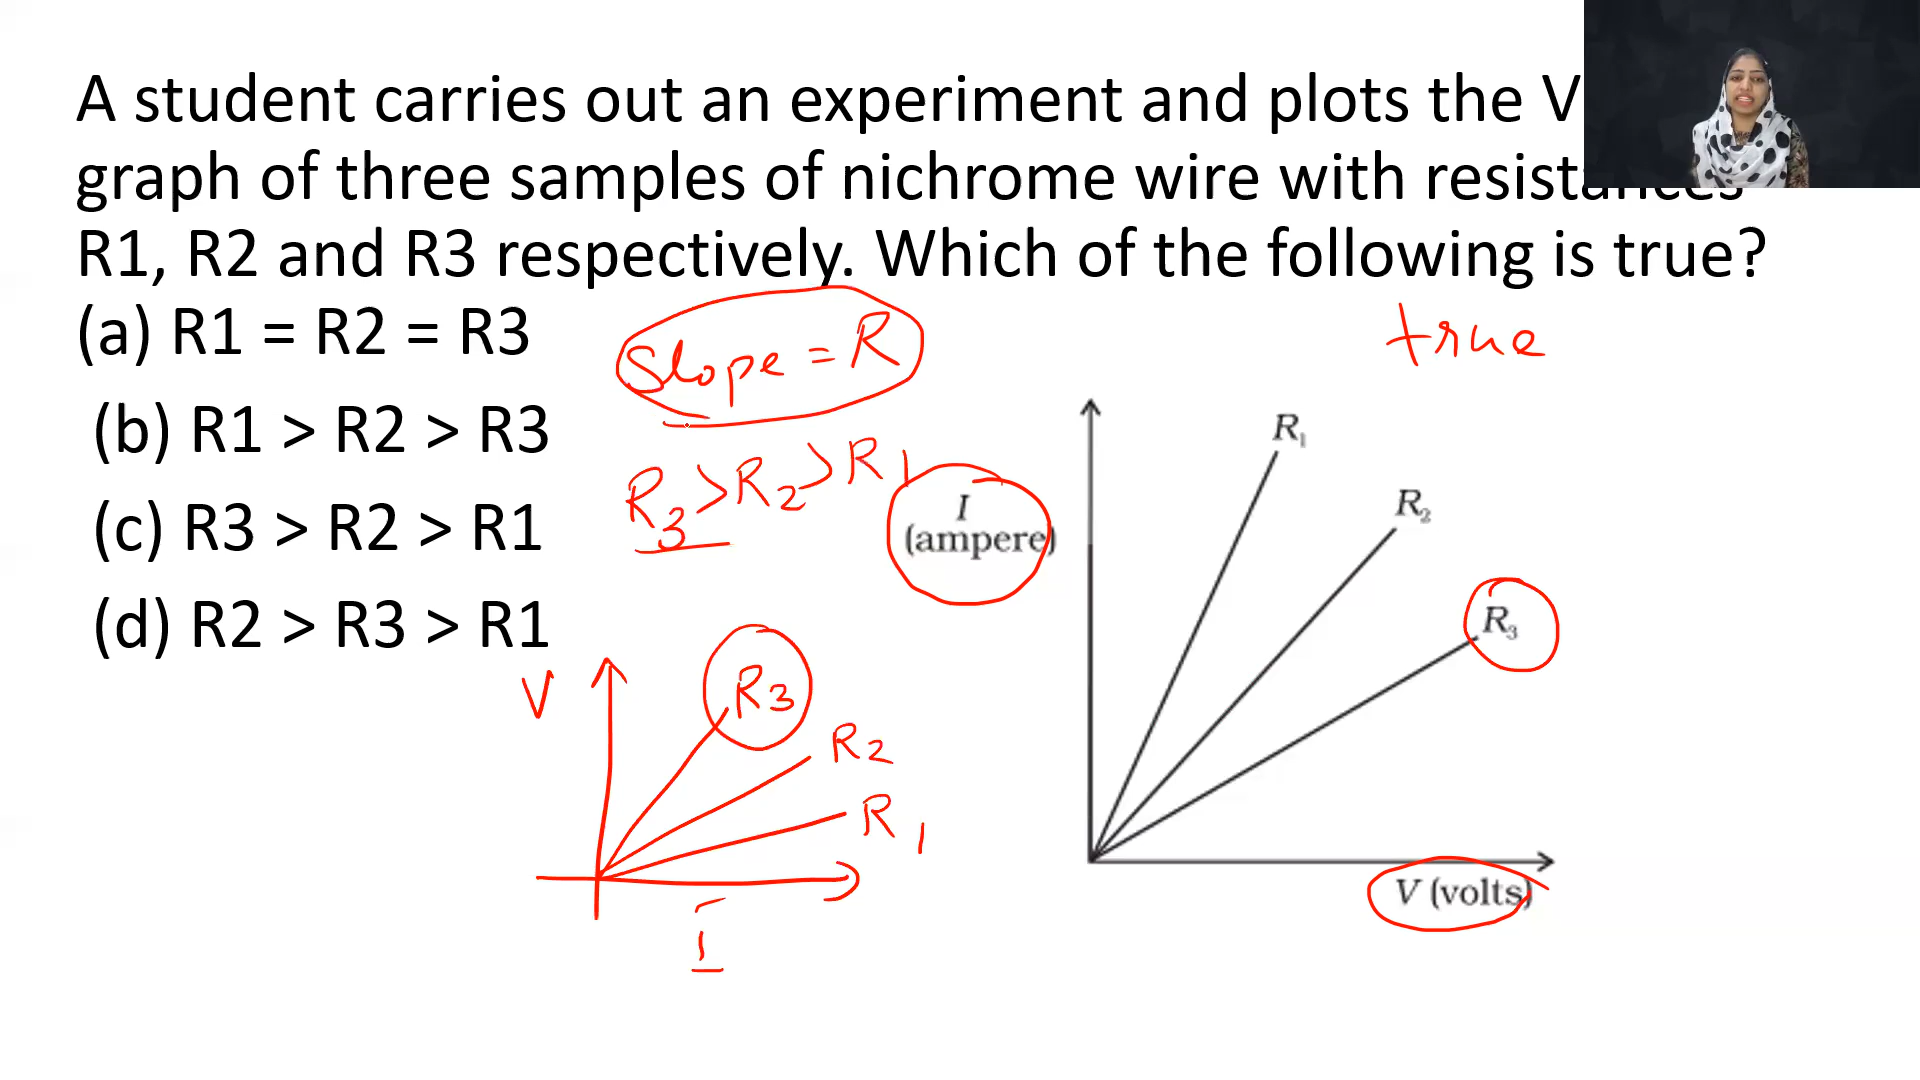 A student carries out an experiment and plots the V
graph of three samples of nichrome wire with resistances
R1, R2 and R3 respectively. Which of the following is true?
(a) R1 = R2 = R3
(b) R1 > R2 > R3
(c) R3 > R2 > R1
(d) R2 > R3 > R1
Slope = R
true
R3 > R2 > R1
I
(ampere)
R1
R2
R3
V (volts)
V
R3
R2
R1
I